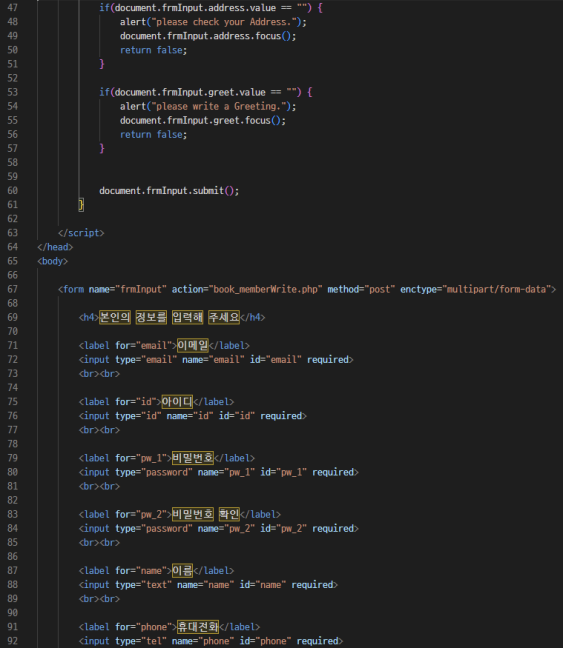 47 if(document.frmInput.address.value == "") {
48 alert("please check your Address.");
49 document.frmInput.address.focus();
50 return false;
51 }
52
53 if(document.frmInput.greet.value == "") {
54 alert("please write a Greeting.");
55 document.frmInput.greet.focus();
56 return false;
57 }
58
59
60 document.frmInput.submit();
61 }
62
63 </script>
64 </head>
65 <body>
66
67 <form name="frmInput" action="book_memberWrite.php" method="post" enctype="multipart/form-data">
68
69 <h4>본인의 정보를 입력해 주세요</h4>
70
71 <label for="email">이메일</label>
72 <input type="email" name="email" id="email" required>
73 <br><br>
74
75 <label for="id">아이디</label>
76 <input type="id" name="id" id="id" required>
77 <br><br>
78
79 <label for="pw_1">비밀번호</label>
80 <input type="password" name="pw_1" id="pw_1" required>
81 <br><br>
82
83 <label for="pw_2">비밀번호 확인</label>
84 <input type="password" name="pw_2" id="pw_2" required>
85 <br><br>
86
87 <label for="name">이름</label>
88 <input type="text" name="name" id="name" required>
89 <br><br>
90
91 <label for="phone">휴대전화</label>
92 <input type="tel" name="phone" id="phone" required>